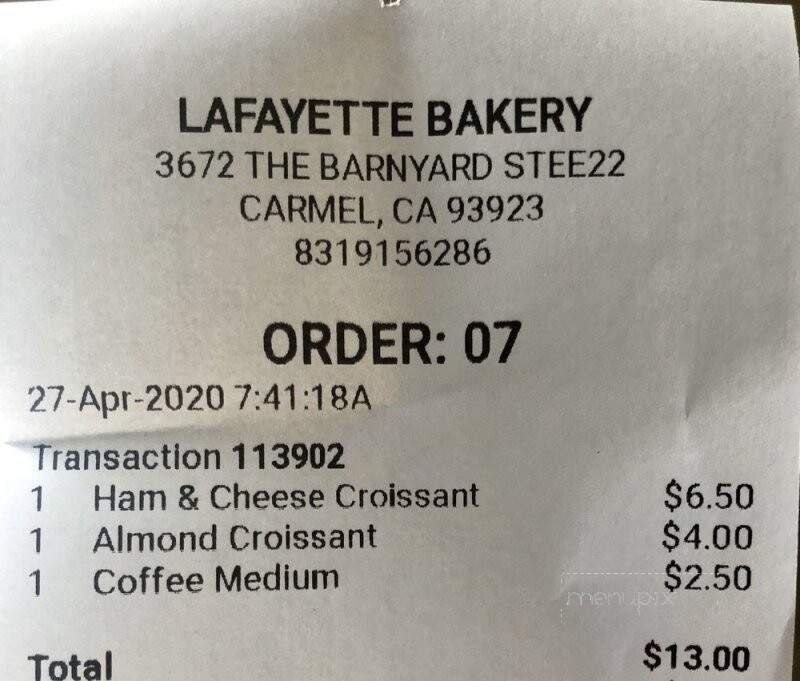 LAFAYETTE BAKERY
3672 THE BARNYARD STEE22
CARMEL, CA 93923
8319156286
ORDER: 07
27-Apr-2020 7:41:18A
Transaction 113902
1 Ham & Cheese Croissant $6.50
1 Almond Croissant $4.00
1 Coffee Medium $2.50
menupix
Total $13.00